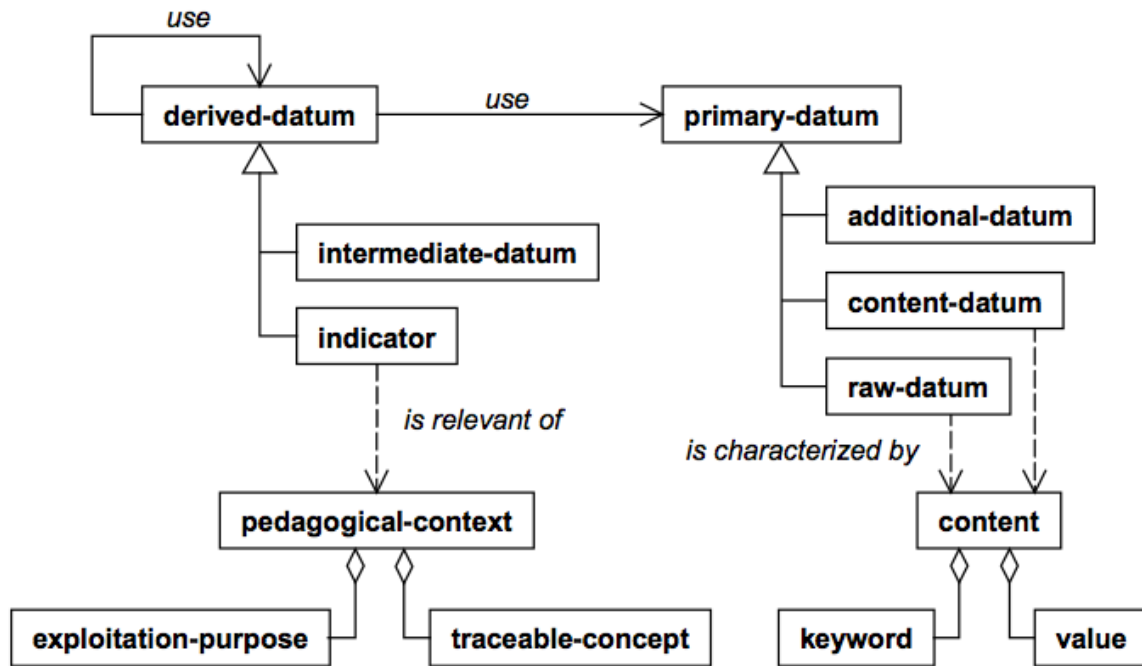 use
derived-datum
use
primary-datum
additional-datum
intermediate-datum
content-datum
indicator
raw-datum
is relevant of
is characterized by
pedagogical-context
content
exploitation-purpose
traceable-concept
keyword
value